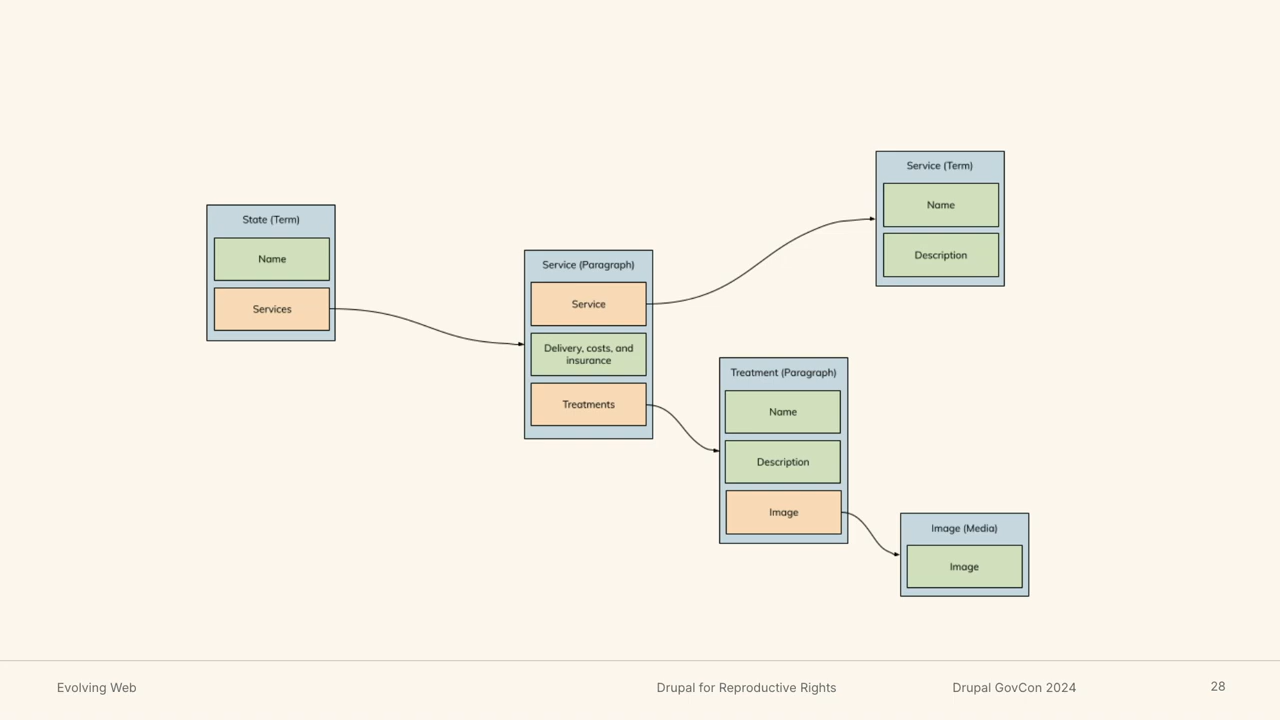 State (Term)
Name
Services
Service (Paragraph)
Service
Delivery, costs, and
insurance
Treatments
Service (Term)
Name
Description
Treatment (Paragraph)
Name
Description
Image
Image (Media)
Image
Evolving Web
Drupal for Reproductive Rights
Drupal GovCon 2024
28